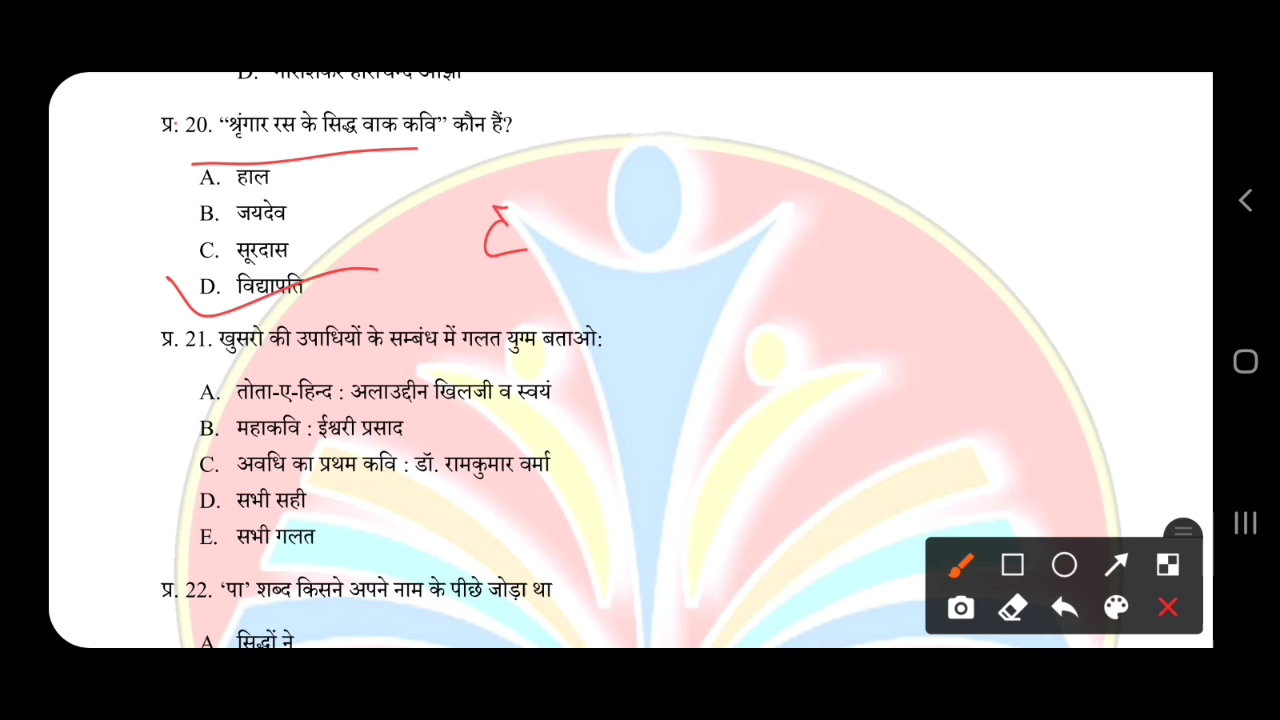 प्र: 20. “श्रृंगार रस के सिद्ध वाक कवि” कौन हैं?
A. हाल
B. जयदेव
C. सूरदास
D. विद्यापति
प्र. 21. खुसरो की उपाधियों के सम्बंध में गलत युग्म बताओ:
A. तोता-ए-हिन्द : अलाउद्दीन खिलजी व स्वयं
B. महाकवि : ईश्वरी प्रसाद
C. अवधि का प्रथम कवि : डॉ. रामकुमार वर्मा
D. सभी सही
E. सभी गलत
प्र. 22. ‘पा’ शब्द किसने अपने नाम के पीछे जोड़ा था
A. सिद्धों ने